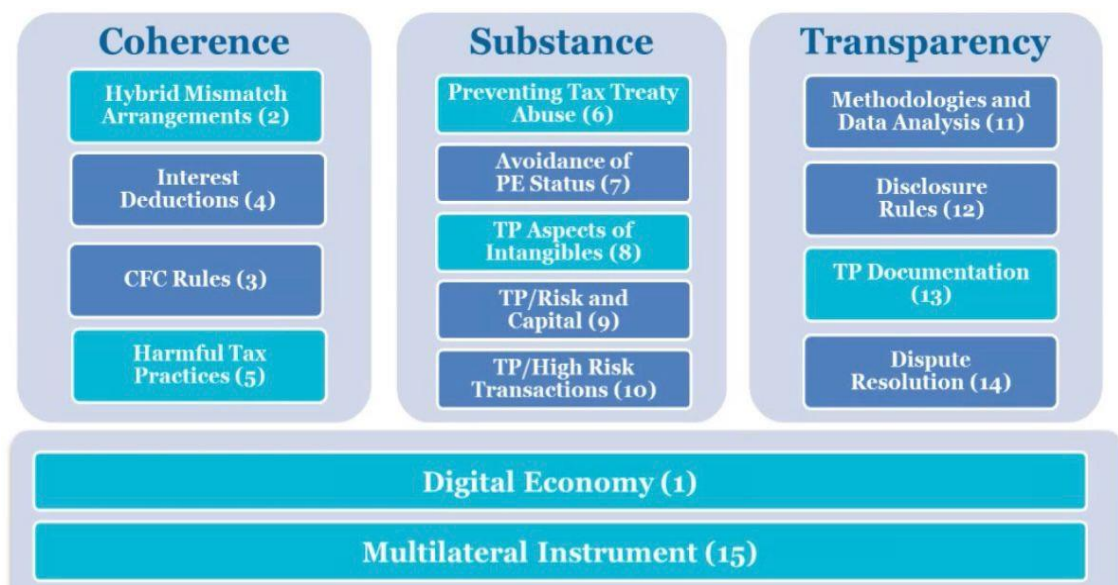 Coherence
Hybrid Mismatch
Arrangements (2)
Interest
Deductions (4)
CFC Rules (3)
Harmful Tax
Practices (5)
Substance
Preventing Tax Treaty
Abuse (6)
Avoidance of
PE Status (7)
TP Aspects of
Intangibles (8)
TP/Risk and
Capital (9)
TP/High Risk
Transactions (10)
Transparency
Methodologies and
Data Analysis (11)
Disclosure
Rules (12)
TP Documentation
(13)
Dispute
Resolution (14)
Digital Economy (1)
Multilateral Instrument (15)